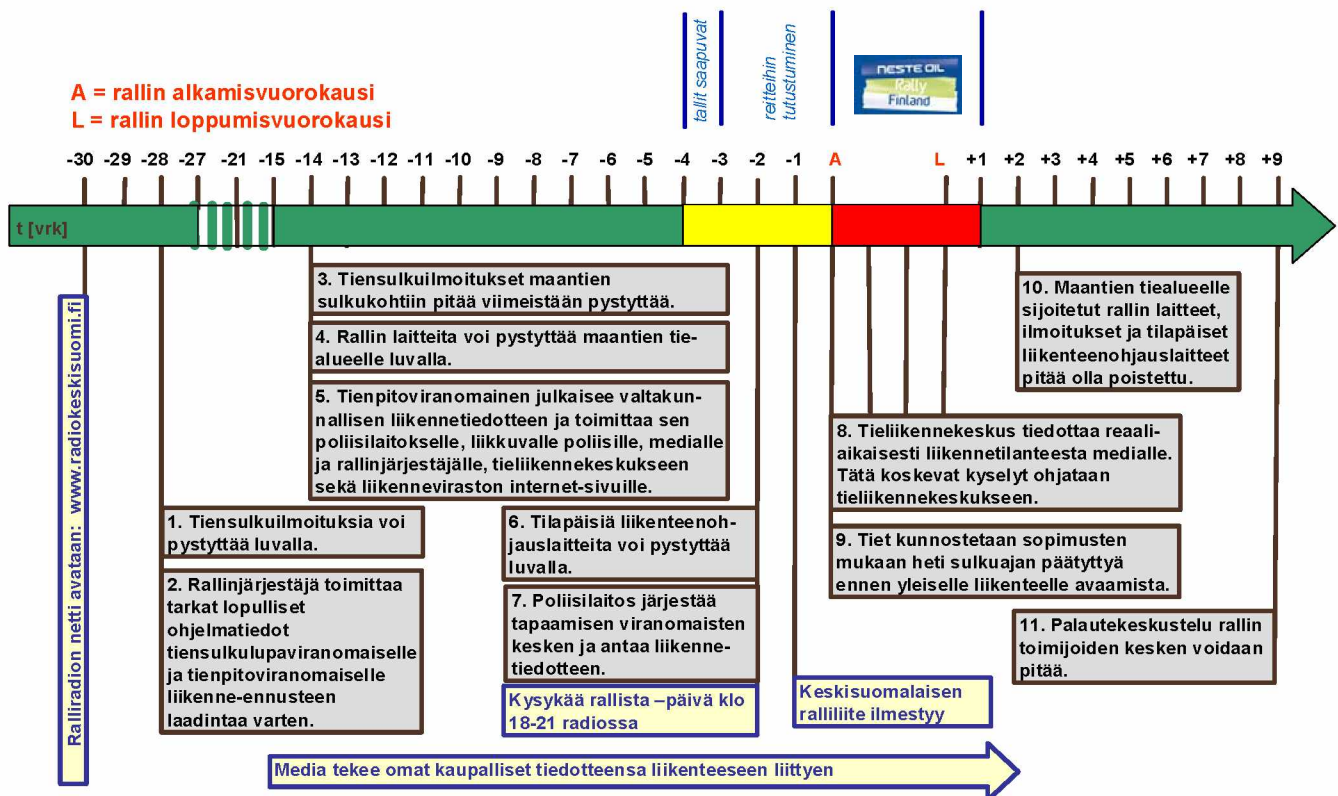 tallit saapuvat
reitteihin
tutustuminen
NESTE OIL
Rally
Finland
A = rallin alkamisvuorokausi
L = rallin loppumisvuorokausi
-30 -29 -28 -27 -21 -15 -14 -13 -12 -11 -10 -9 -8 -7 -6 -5 -4 -3 -2 -1 A L +1 +2 +3 +4 +5 +6 +7 +8 +9
t [vrk]
Ralliradion netti avataan: www.radiokeskisuomi.fi
3. Tiensulkuilmoitukset maantien
sulkukohtiin pitää viimeistään pystyttää.
4. Rallin laitteita voi pystyttää maantien tie-
alueelle luvalla.
5. Tienpitoviranomainen julkaisee valtakun-
nallisen liikennetiedotteen ja toimittaa sen
poliisilaitokselle, liikkuvalle poliisille, medialle
ja rallinjärjestäjälle, tieliikennekeskukseen
sekä liikenneviraston internet-sivuille.
1. Tiensulkuilmoituksia voi
pystyttää luvalla.
2. Rallinjärjestäjä toimittaa
tarkat lopulliset
ohjelmatiedot
tiensulkulupaviranomaiselle
ja tienpitoviranomaiselle
liikenne-ennusteen
laadintaa varten.
6. Tilapäisiä liikenteenoh-
jauslaitteita voi pystyttää
luvalla.
7. Poliisilaitos järjestää
tapaamisen viranomaisten
kesken ja antaa liikenne-
tiedotteen.
Kysykää rallista –päivä klo
18-21 radiossa
Keskisuomalaisen
ralliliite ilmestyy
10. Maantien tiealueelle
sijoitetut rallin laitteet,
ilmoitukset ja tilapäiset
liikenteenohjauslaitteet
pitää olla poistettu.
8. Tieliikennekeskus tiedottaa reaali-
aikaisesti liikennetilanteesta medialle.
Tätä koskevat kyselyt ohjataan
tieliikennekeskukseen.
9. Tiet kunnostetaan sopimusten
mukaan heti sulkuajan päätyttyä
ennen yleiselle liikenteelle avaamista.
11. Palautekeskustelu rallin
toimijoiden kesken voidaan
pitää.
Media tekee omat kaupalliset tiedotteensa liikenteeseen liittyen